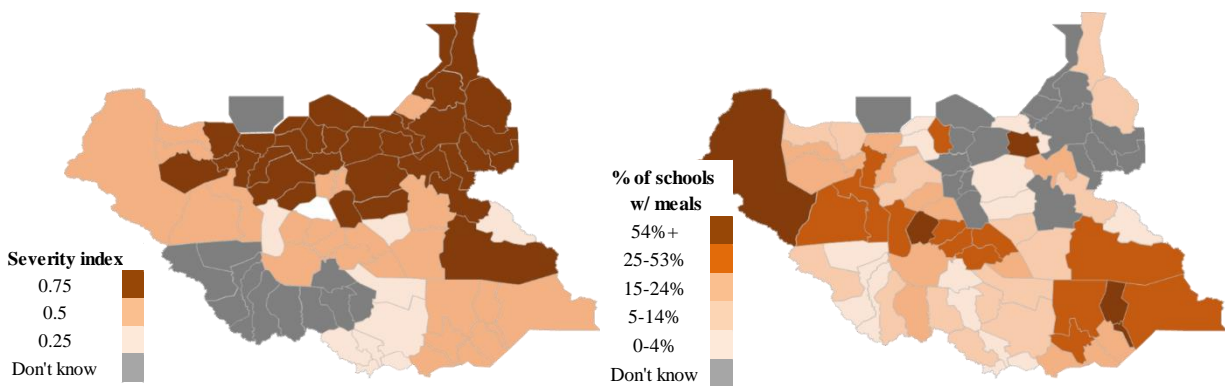 Severity index
0.75
0.5
0.25
Don't know
% of schools
w/ meals
54%+
25-53%
15-24%
5-14%
0-4%
Don't know